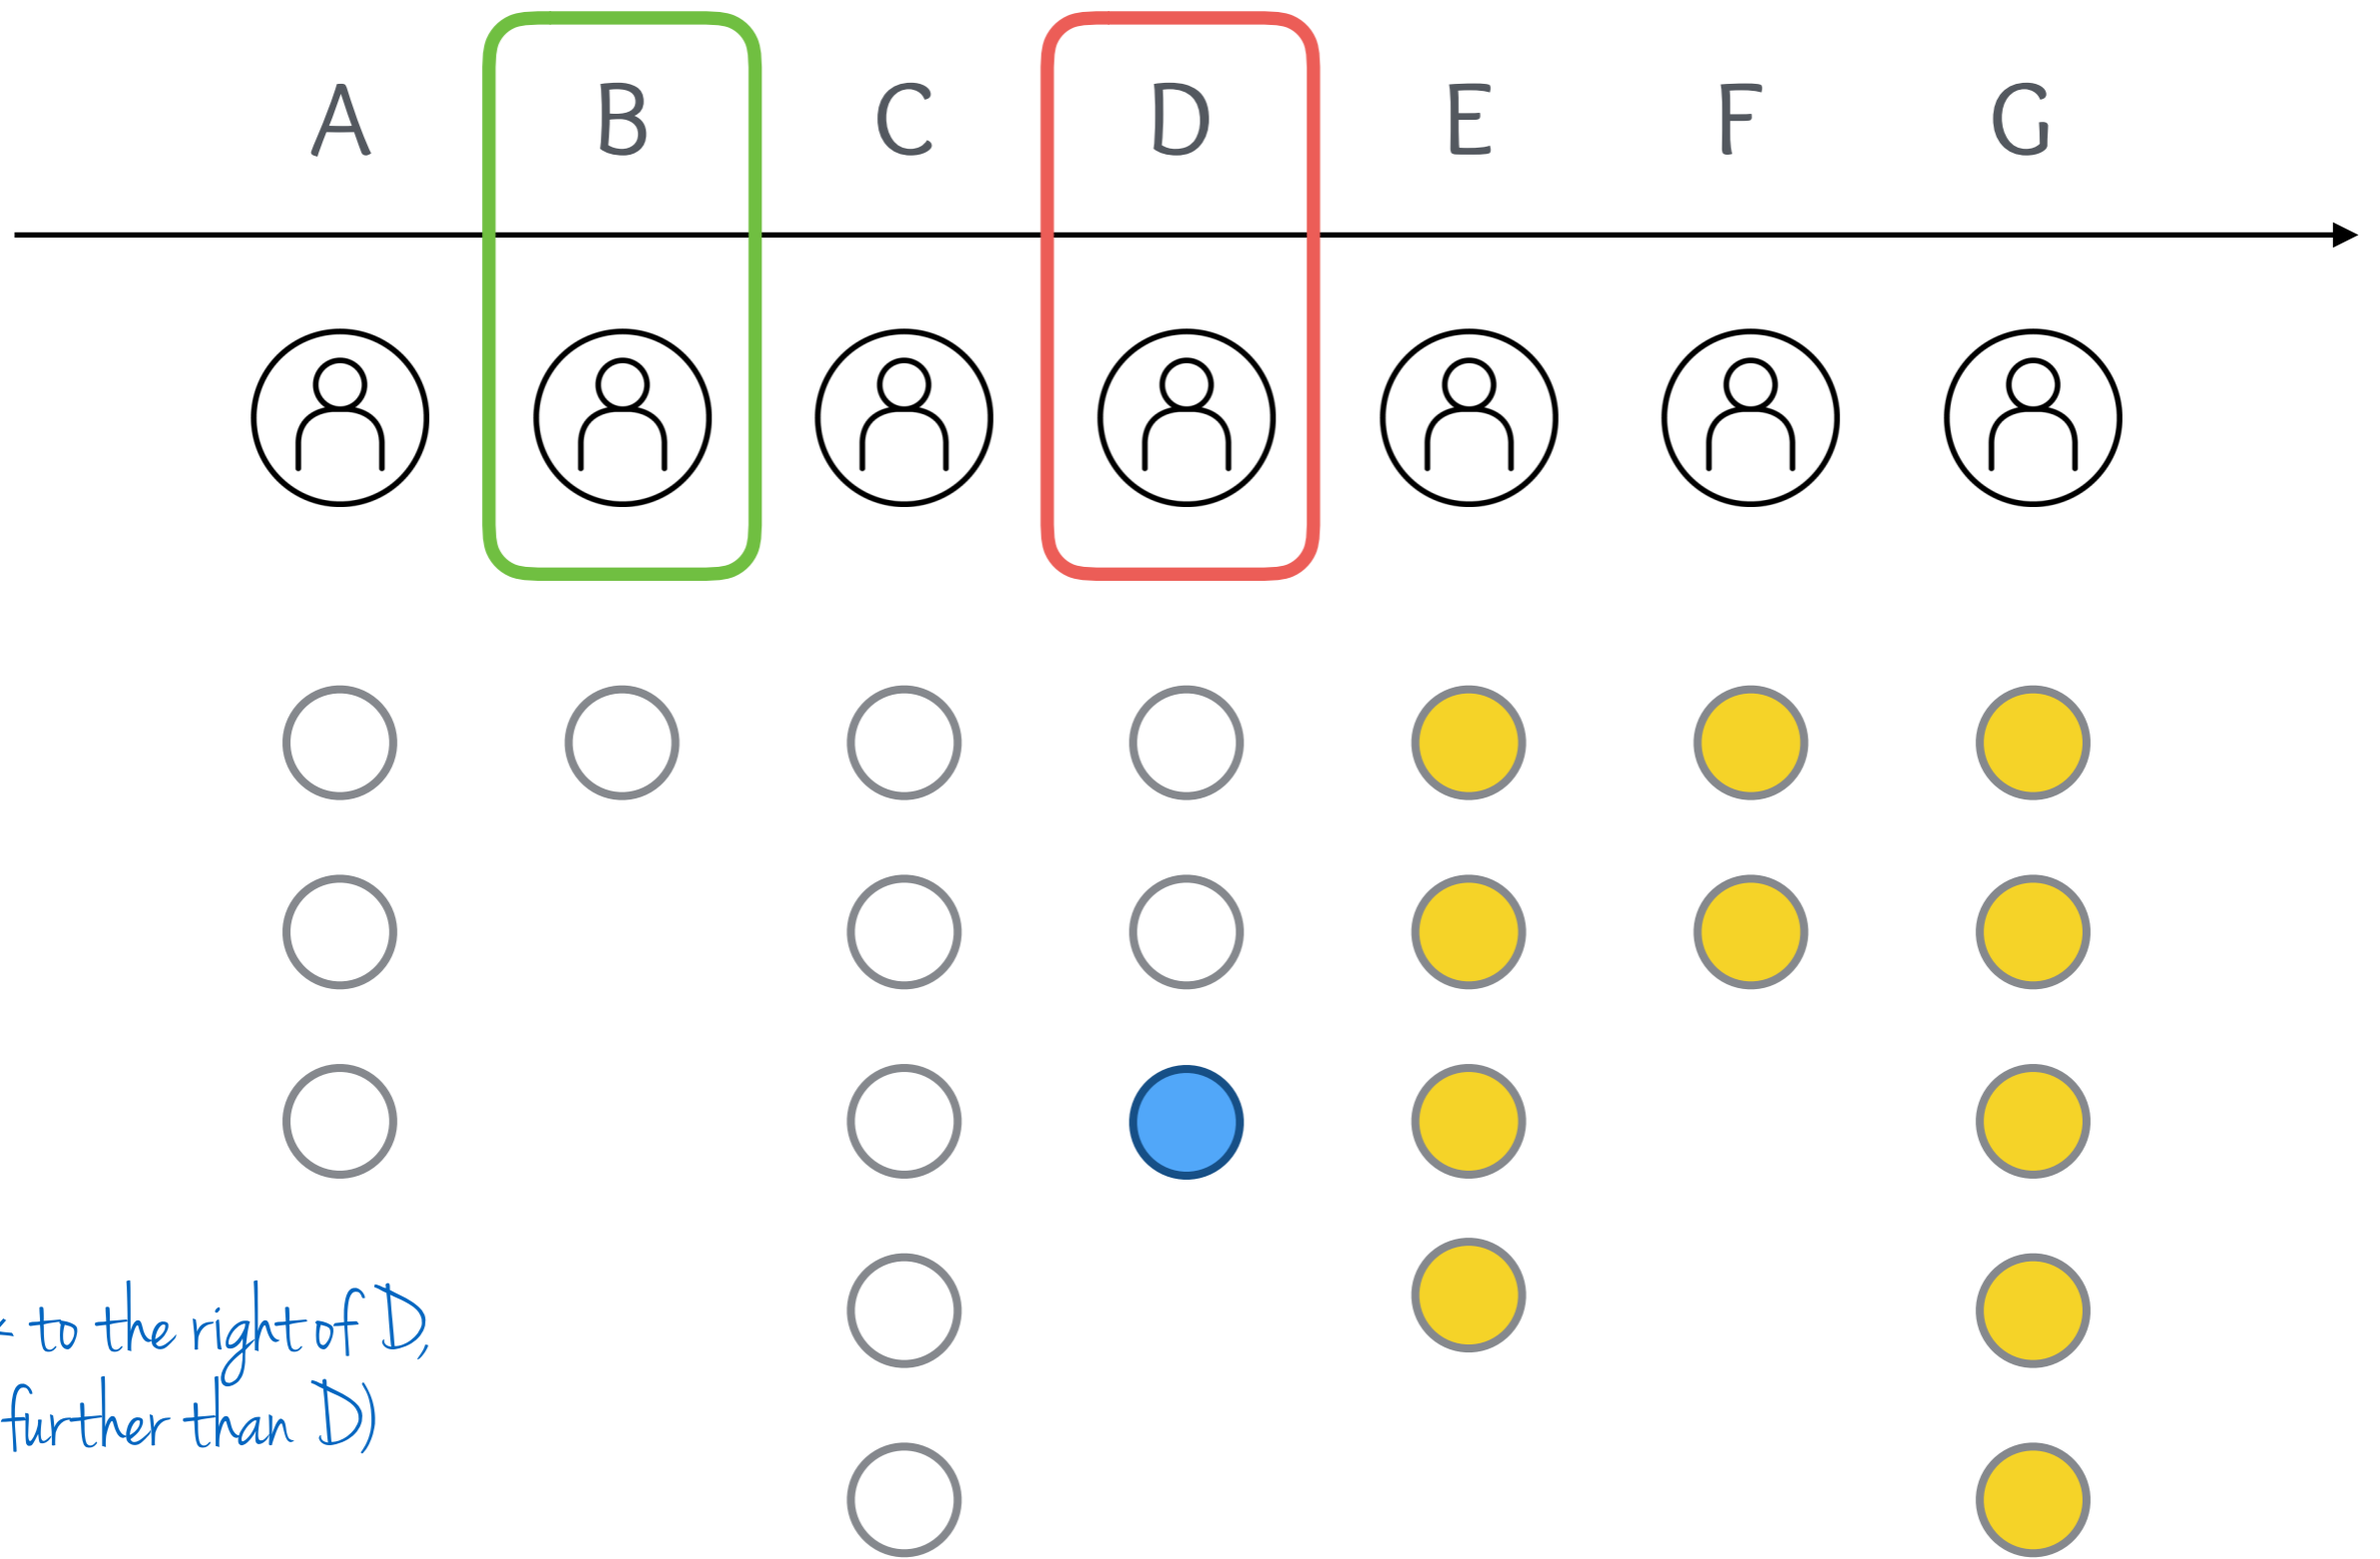 A B C D E F G
to the right of D,
further than D)